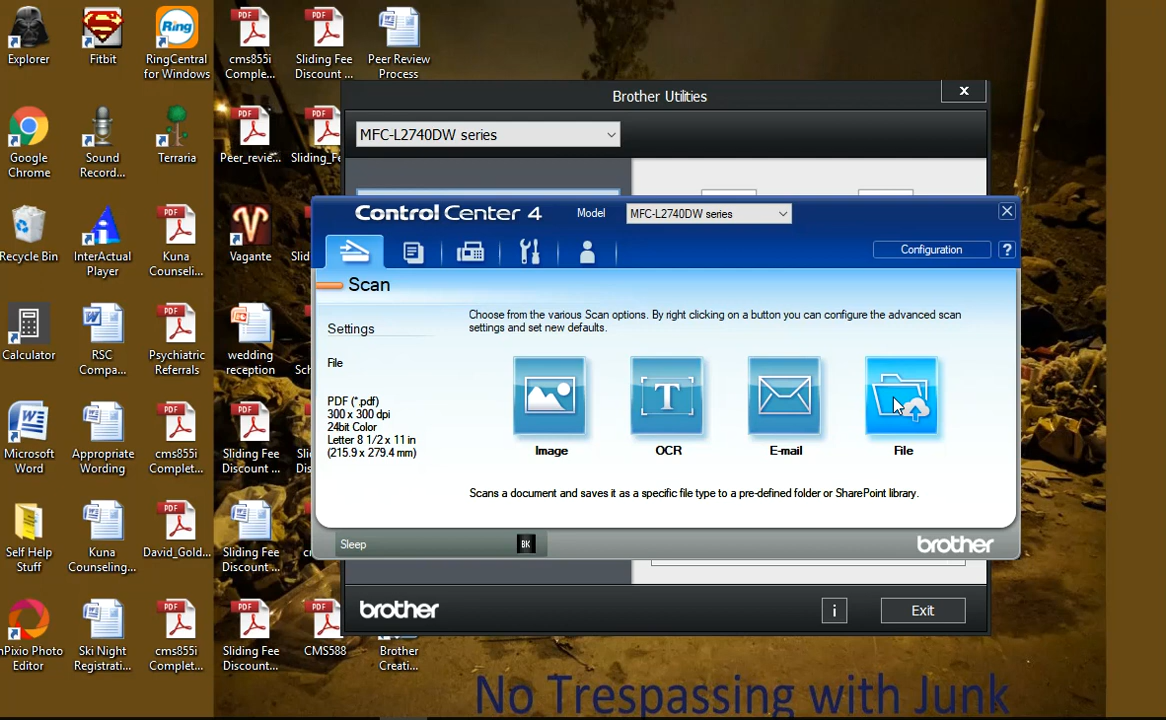 Explorer
Fitbit
RingCentral
for Windows
cms855i
Comple...
Sliding Fee
Discount ...
Peer Review
Process
Google
Chrome
Sound
Record...
Terraria
Peer_revie...
Sliding_Fe
Recycle Bin
InterActual
Player
Kuna
Counseli...
Vagante
Slid
Calculator
RSC
Compa...
Psychiatric
Referrals
wedding
reception
Sc
Microsoft
Word
Appropriate
Wording
cms855i
Complet...
Sliding Fee
Discount ...
Self Help
Stuff
Kuna
Counseling...
David_Gold...
Sliding Fee
Discount ...
nPixio Photo
Editor
Ski Night
Registrati...
cms855i
Complet...
Sliding Fee
Discount...
CMS588
Brother
Creati...
Brother Utilities
x
MFC-L2740DW series
ControlCenter 4
Model
MFC-L2740DW series
Configuration
?
Scan
Settings
Choose from the various Scan options. By right clicking on a button you can configure the advanced scan
settings and set new defaults.
File
PDF (*.pdf)
300 x 300 dpi
24bit Color
Letter 8 1/2 x 11 in
(215.9 x 279.4 mm)
T
Image
OCR
E-mail
File
Scans a document and saves it as a specific file type to a pre-defined folder or SharePoint library.
Sleep
BK
brother
brother
i
Exit
No Trespassing with Junk